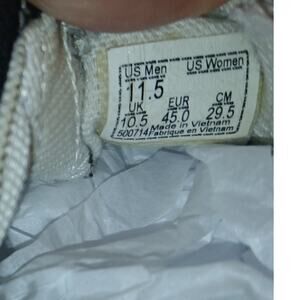 US Men US Women
11.5
UK EUR CM
10.5 45.0 29.5
Made in Vietnam
500714 Fabrique en Vietnam